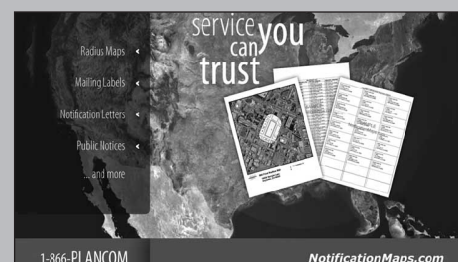 service you
can
trust
Radius Maps
Mailing Labels
Notification Letters
Public Notices
... and more
1-866-PLANCOM
NotificationMaps.com